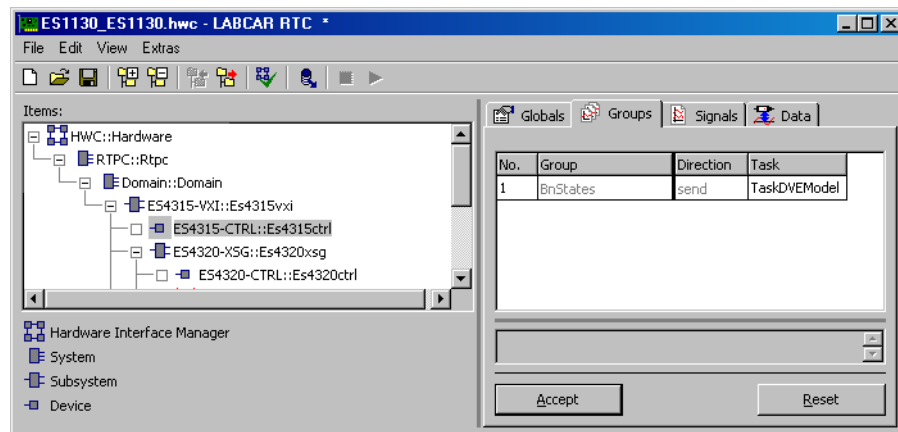 ES1130_ES1130.hwc - LABCAR RTC *
File Edit View Extras
Items:
HWC::Hardware
RTPC::Rtpc
Domain::Domain
ES4315-VXI::Es4315vxi
ES4315-CTRL::Es4315ctrl
ES4320-XSG::Es4320xsg
ES4320-CTRL::Es4320ctrl
Hardware Interface Manager
System
Subsystem
Device
Globals Groups Signals Data
No. Group Direction Task
1 BnStates send TaskDVEModel
Accept Reset